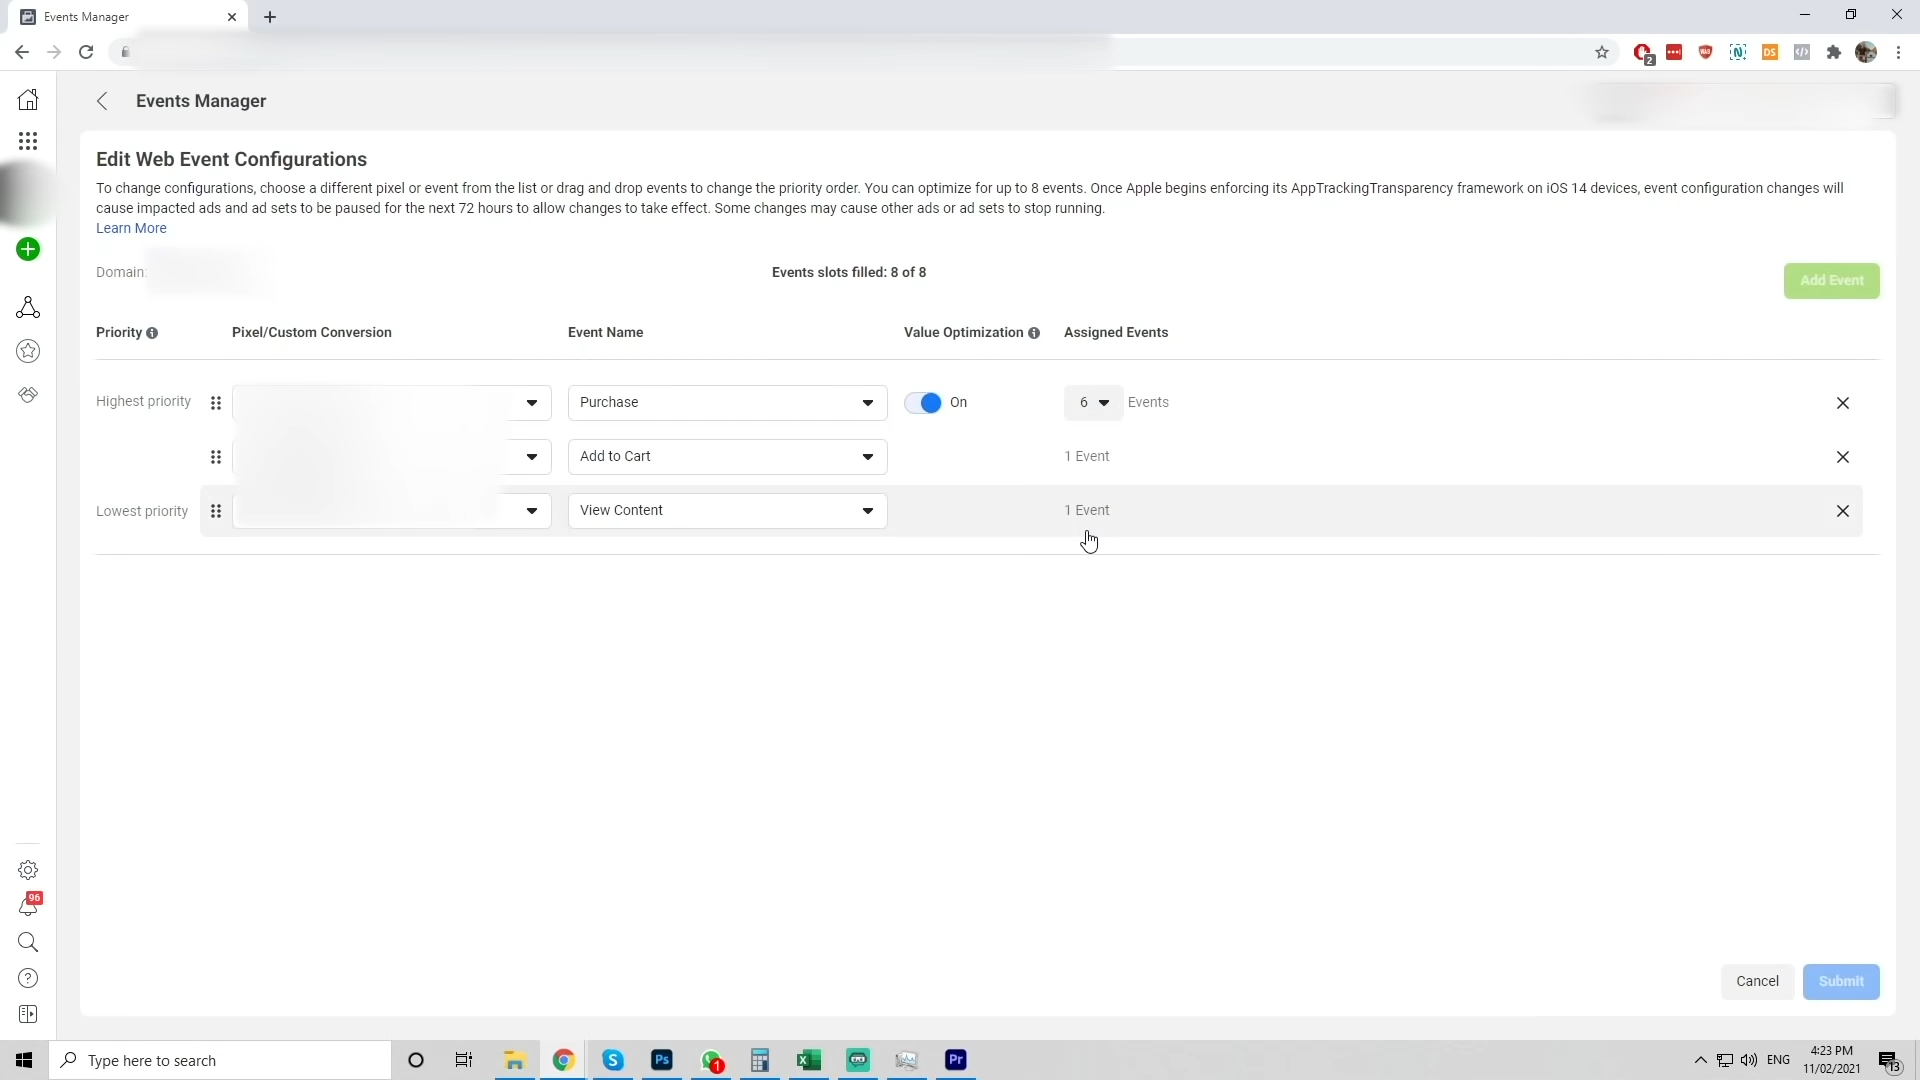 Events Manager
2
DS
Events Manager
Edit Web Event Configurations
To change configurations, choose a different pixel or event from the list or drag and drop events to change the priority order. You can optimize for up to 8 events. Once Apple begins enforcing its AppTrackingTransparency framework on iOS 14 devices, event configuration changes will
cause impacted ads and ad sets to be paused for the next 72 hours to allow changes to take effect. Some changes may cause other ads or ad sets to stop running.
Learn More
Domain:
Events slots filled: 8 of 8
Add Event
Priority
Pixel/Custom Conversion
Event Name
Value Optimization
Assigned Events
Highest priority
Purchase
On
6
Events
Add to Cart
1 Event
Lowest priority
View Content
1 Event
96
Cancel
Submit
Type here to search
Ps
1
Pr
ENG
4:23 PM
11/02/2021
13